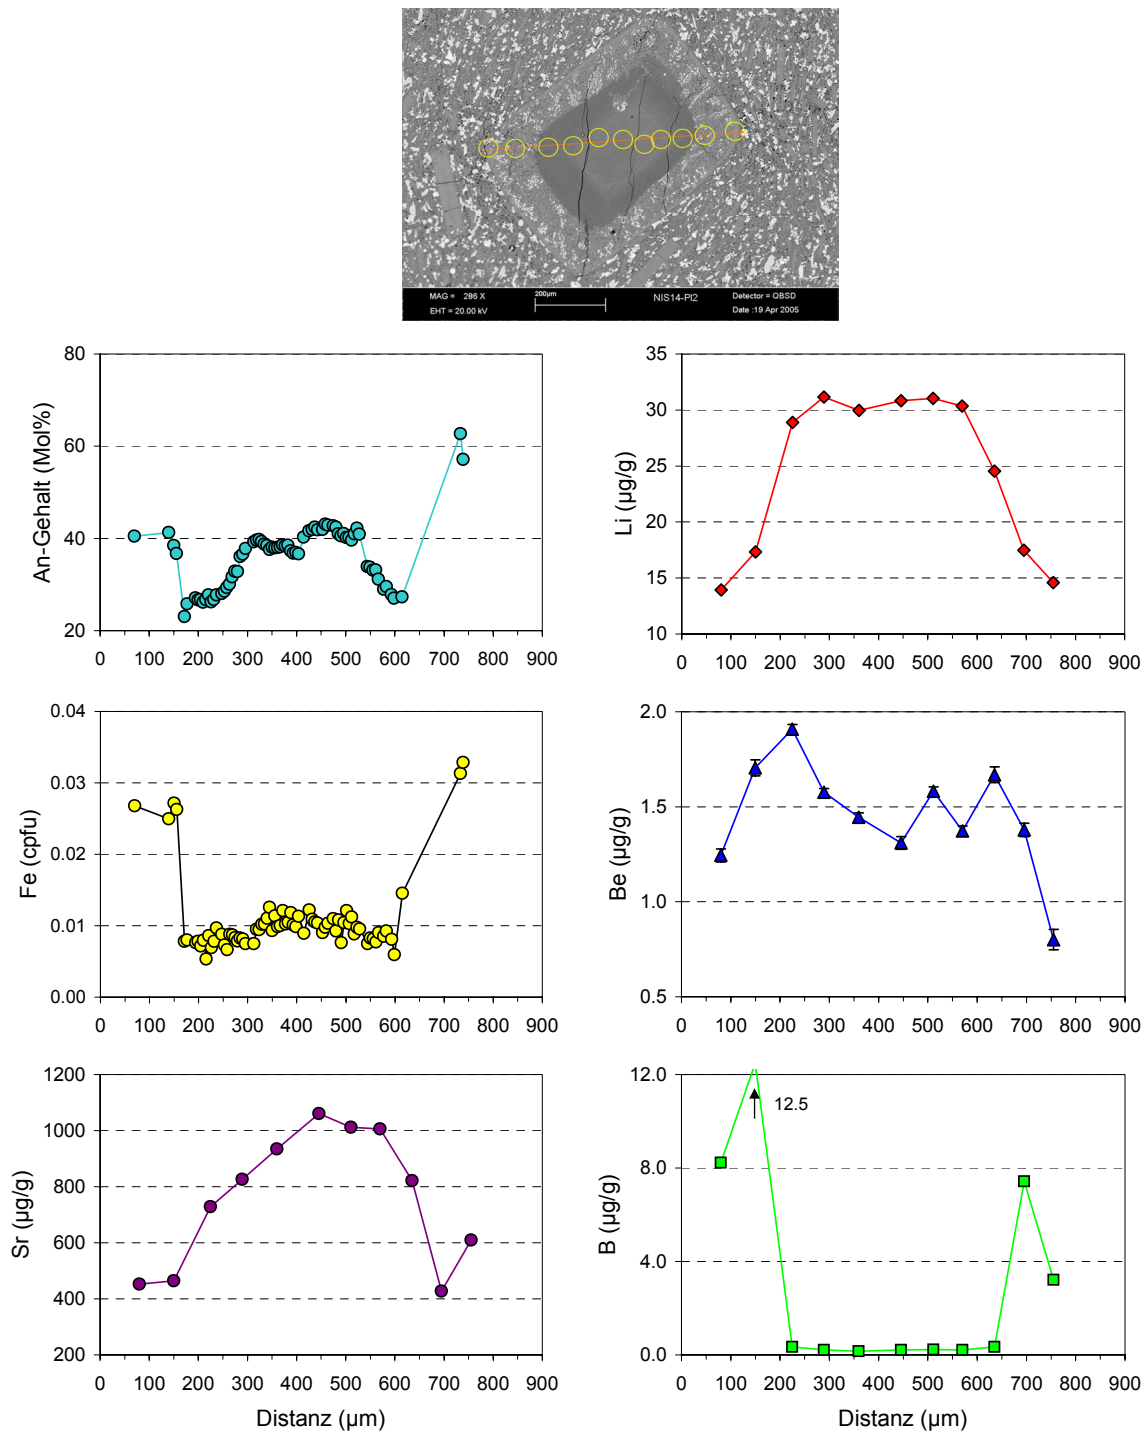 MAG = 286 X
200µm
NIS14-Pl2
Detector = QBSD
EHT = 20.00 kV
Date :19 Apr 2005
An-Gehalt (Mol%)
80
60
40
20
0 100 200 300 400 500 600 700 800 900
Li (µg/g)
35
30
25
20
15
10
0 100 200 300 400 500 600 700 800 900
Fe (cpfu)
0.04
0.03
0.02
0.01
0.00
0 100 200 300 400 500 600 700 800 900
Be (µg/g)
2.0
1.5
1.0
0.5
0 100 200 300 400 500 600 700 800 900
Sr (µg/g)
1200
1000
800
600
400
200
0 100 200 300 400 500 600 700 800 900
Distanz (µm)
B (µg/g)
12.0
8.0
4.0
0.0
12.5
0 100 200 300 400 500 600 700 800 900
Distanz (µm)